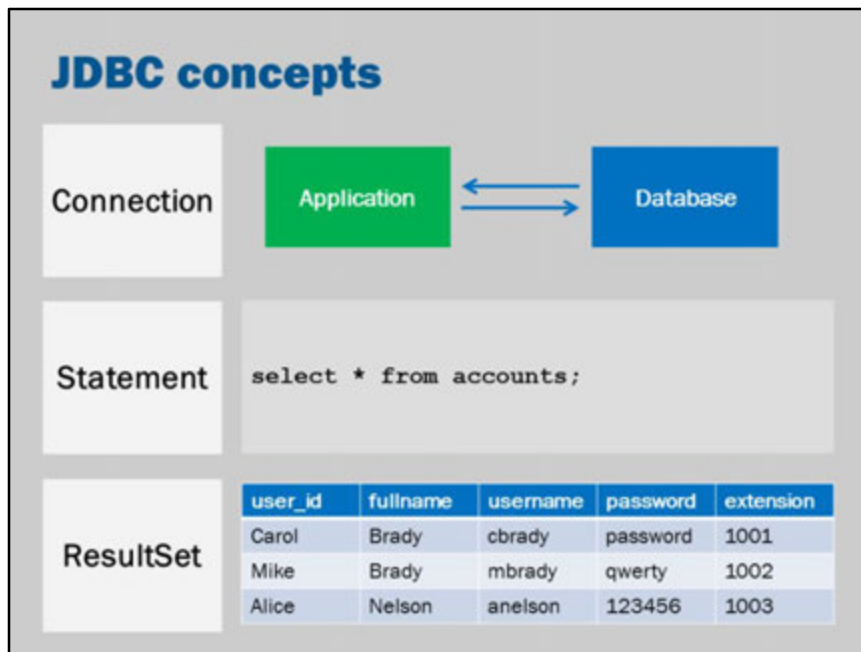 JDBC concepts
Connection
Application
Database
Statement
select * from accounts;
ResultSet
user_id fullname username password extension
Carol Brady cbrady password 1001
Mike Brady mbrady qwerty 1002
Alice Nelson anelson 123456 1003